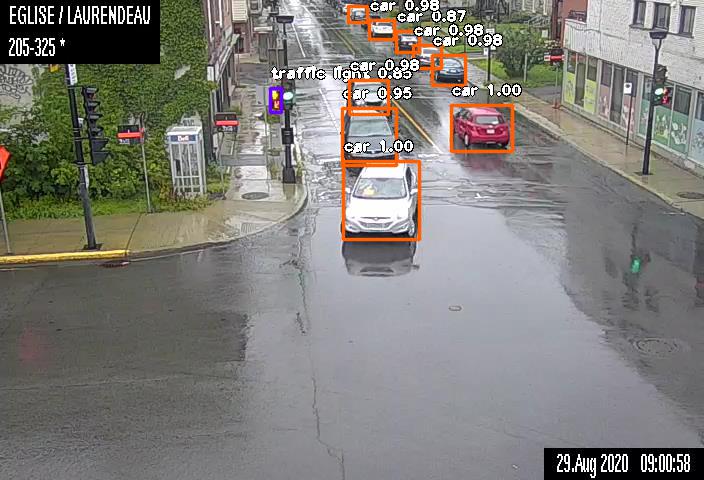 EGLISE / LAURENDEAU
205-325 *
car 0.98
car 0.87
car 0.98
car 0.98
car 0.98
traffic light 0.85
car 0.95
car 1.00
car 1.00
29.Aug 2020 09:00:58